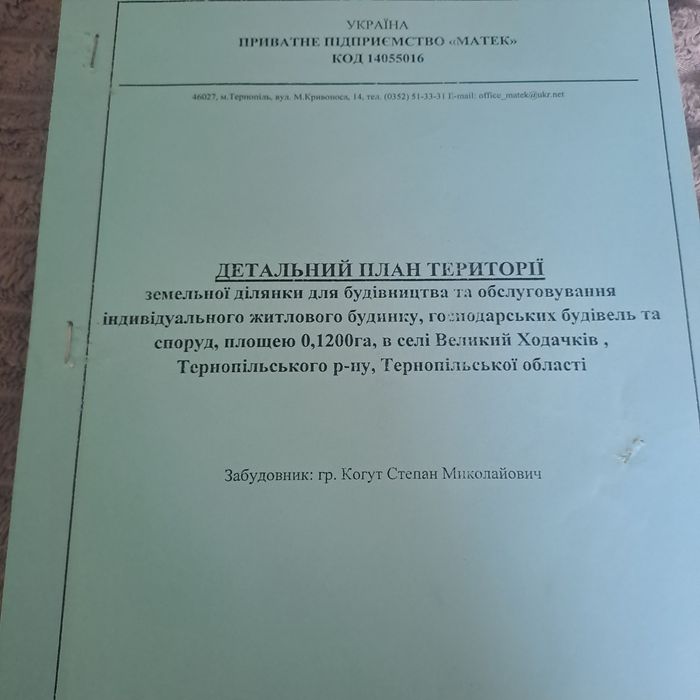 УКРАЇНА
ПРИВАТНЕ ПІДПРИЄМСТВО «МАТЕК»
КОД 14055016
46027, м.Тернопіль, вул. М.Кривоноса, 14, тел. (0352) 51-33-31 E-mail: office_matek@ukr.net
ДЕТАЛЬНИЙ ПЛАН ТЕРИТОРІЇ
земельної ділянки для будівництва та обслуговування
індивідуального житлового будинку, господарських будівель та
споруд, площею 0,1200га, в селі Великий Ходачків ,
Тернопільського р-ну, Тернопільської області
Забудовник: гр. Когут Степан Миколайович